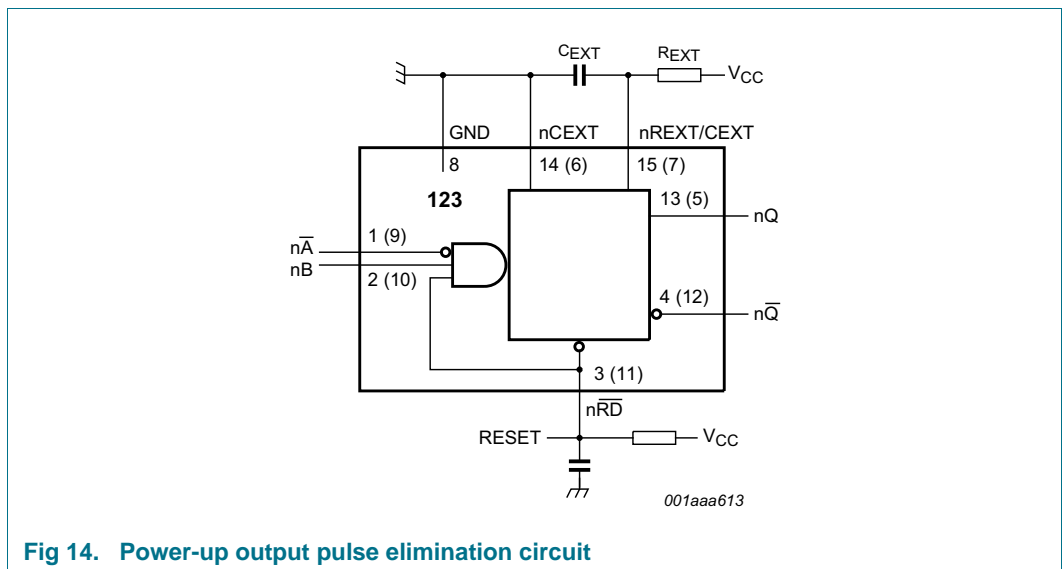 CEXT REXT
VCC
GND nCEXT nREXT/CEXT
8 14 (6) 15 (7)
123 13 (5)
nQ
1 (9)
nA̅
nB
2 (10)
4 (12)
nQ̅
3 (11)
nR̅D̅
RESET VCC
001aaa613
Fig 14. Power-up output pulse elimination circuit